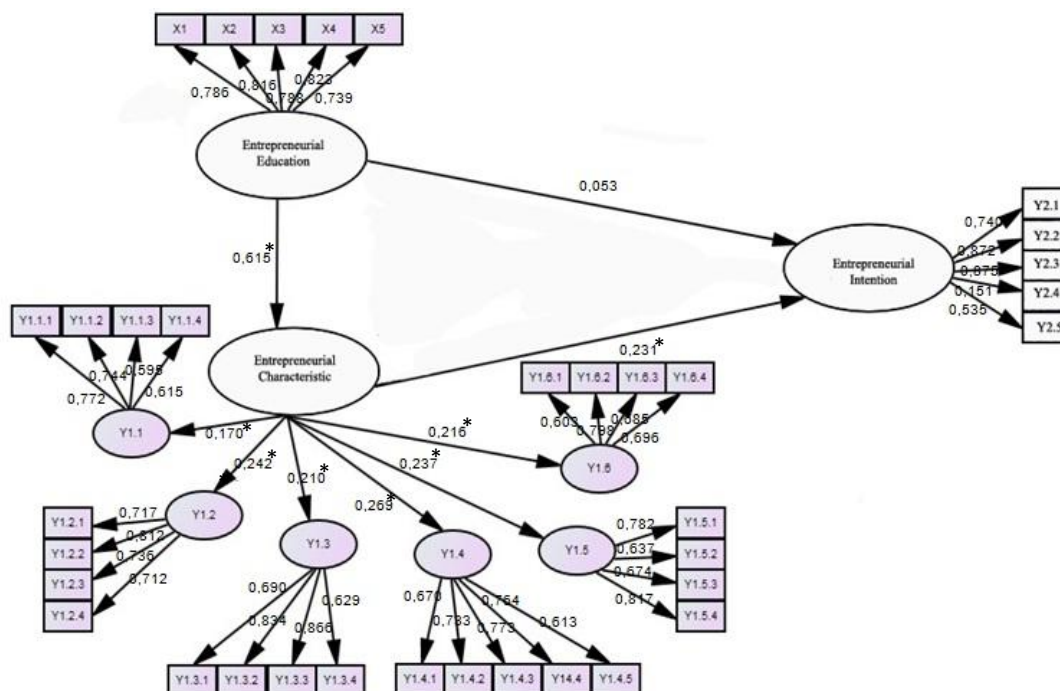 X1 X2 X3 X4 X5
0,786 0,816 0,788 0,823 0,739
Entrepreneurial
Education
0,053
0,615*
Entrepreneurial
Intention
0,740
0,872
0,875
0,151
0,535
Y2.1
Y2.2
Y2.3
Y2.4
Y2.5
Entrepreneurial
Characteristic
0,231*
Y1.1.1 Y1.1.2 Y1.1.3 Y1.1.4
0,772 0,744 0,595 0,615
Y1.1
0,170*
0,242*
0,210*
0,269*
0,237*
0,216*
Y1.6.1 Y1.6.2 Y1.6.3 Y1.6.4
0,603 0,798 0,685 0,696
Y1.6
Y1.2
0,717
0,812
0,736
0,712
Y1.2.1
Y1.2.2
Y1.2.3
Y1.2.4
Y1.3
0,690 0,834 0,866 0,629
Y1.3.1 Y1.3.2 Y1.3.3 Y1.3.4
Y1.4
0,670 0,773 0,613
Y1.4.1 Y1.4.2 Y1.4.3 Y14.4 Y1.4.5
Y1.5
0,782
0,637
0,674
0,817
Y1.5.1
Y1.5.2
Y1.5.3
Y1.5.4